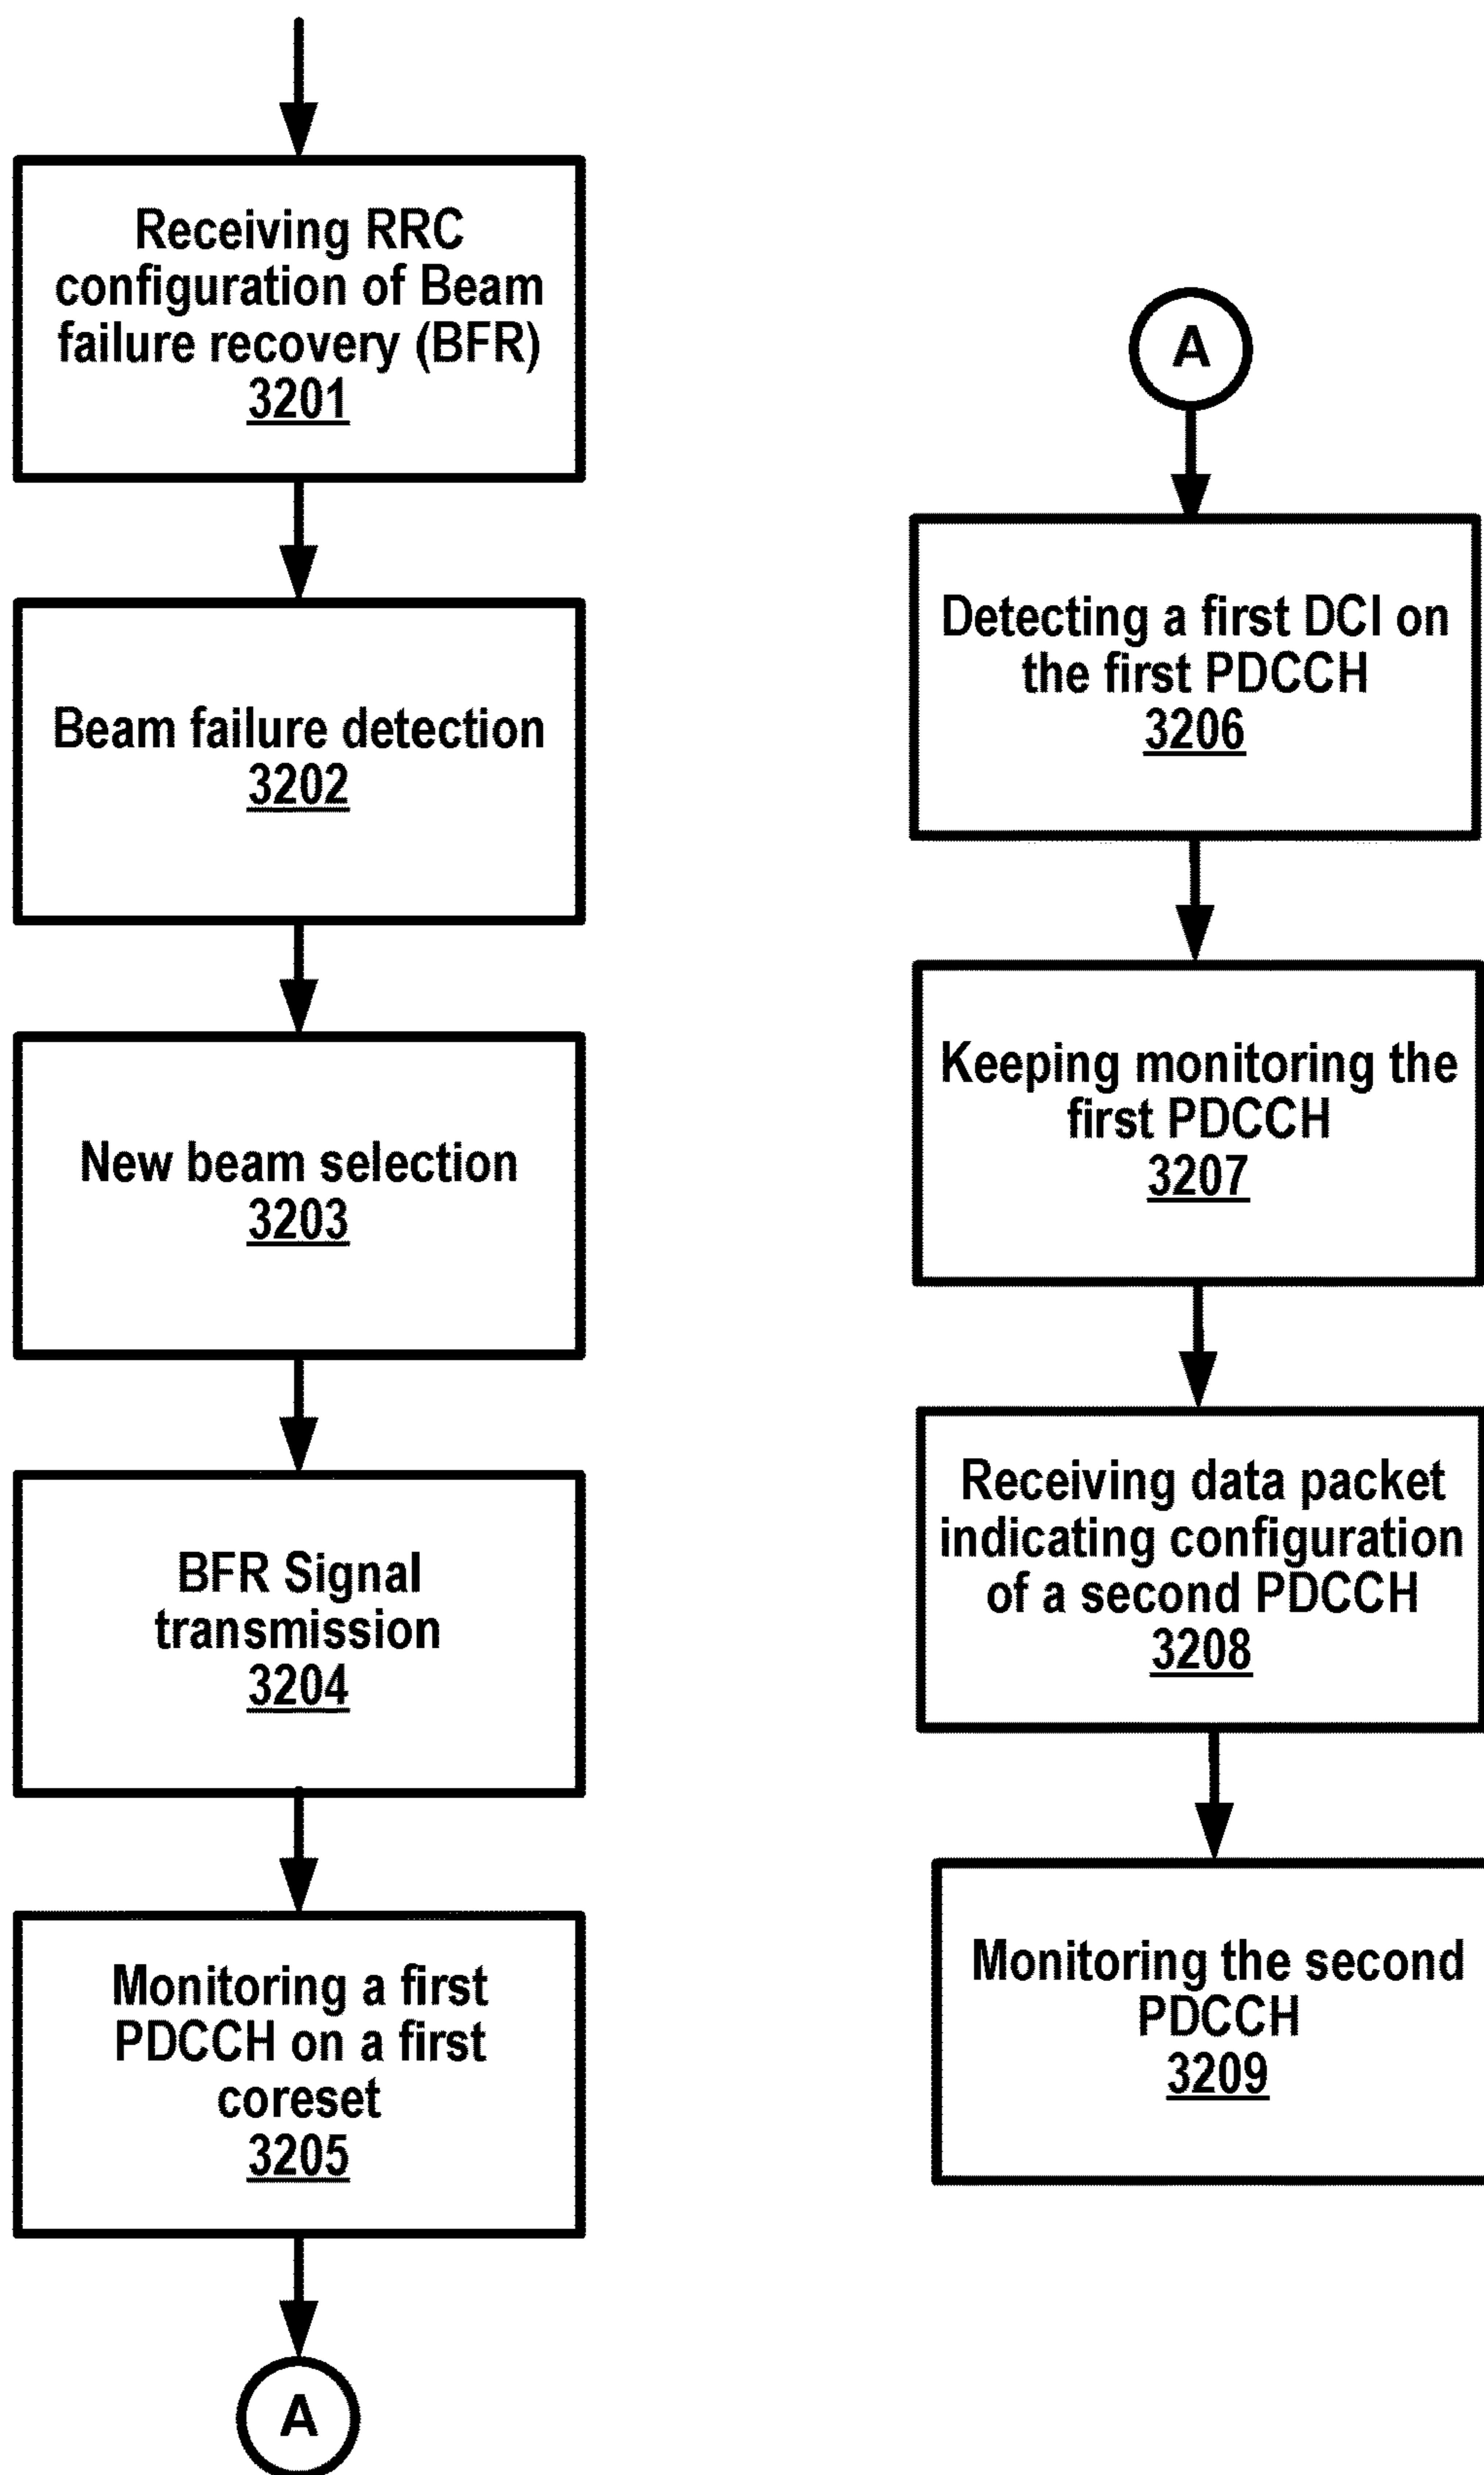 Receiving RRC
configuration of Beam
failure recovery (BFR)
3201
Beam failure detection
3202
New beam selection
3203
BFR Signal
transmission
3204
Monitoring a first
PDCCH on a first
coreset
3205
A
A
Detecting a first DCI on
the first PDCCH
3206
Keeping monitoring the
first PDCCH
3207
Receiving data packet
indicating configuration
of a second PDCCH
3208
Monitoring the second
PDCCH
3209